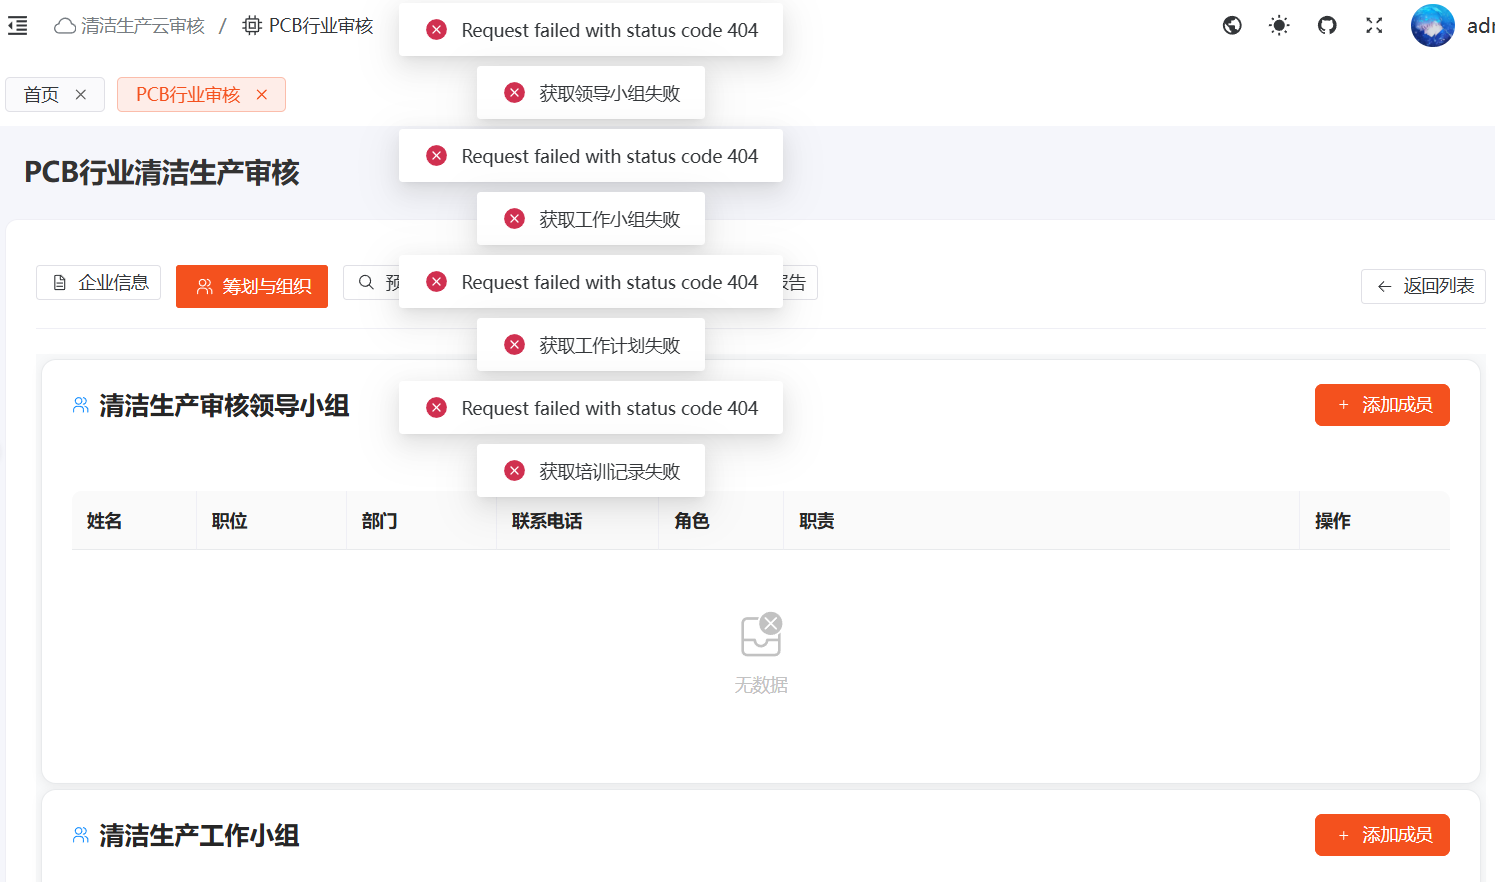 清洁生产云审核 / PCB行业审核
Request failed with status code 404
首页
PCB行业审核
获取领导小组失败
Request failed with status code 404
PCB行业清洁生产审核
获取工作小组失败
企业信息
筹划与组织
预
Request failed with status code 404
报告
返回列表
获取工作计划失败
清洁生产审核领导小组
Request failed with status code 404
添加成员
获取培训记录失败
姓名 职位 部门 联系电话 角色 职责 操作
无数据
清洁生产工作小组
添加成员